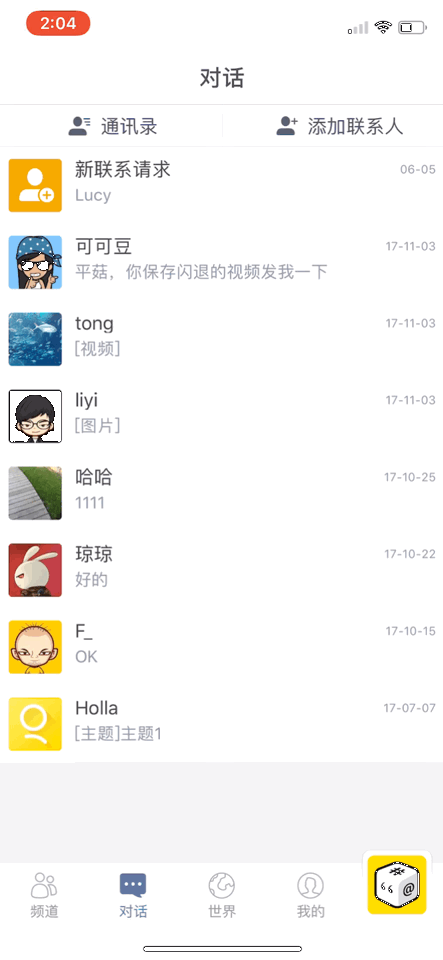 2:04
对话
通讯录
添加联系人
新联系请求
06-05
Lucy
可可豆
17-11-03
平菇，你保存闪退的视频发我一下
tong
17-11-03
[视频]
liyi
17-11-03
[图片]
哈哈
17-10-25
1111
琼琼
17-10-22
好的
F_
17-10-15
OK
Holla
17-07-07
[主题]主题1
# “ @
频道
对话
世界
我的